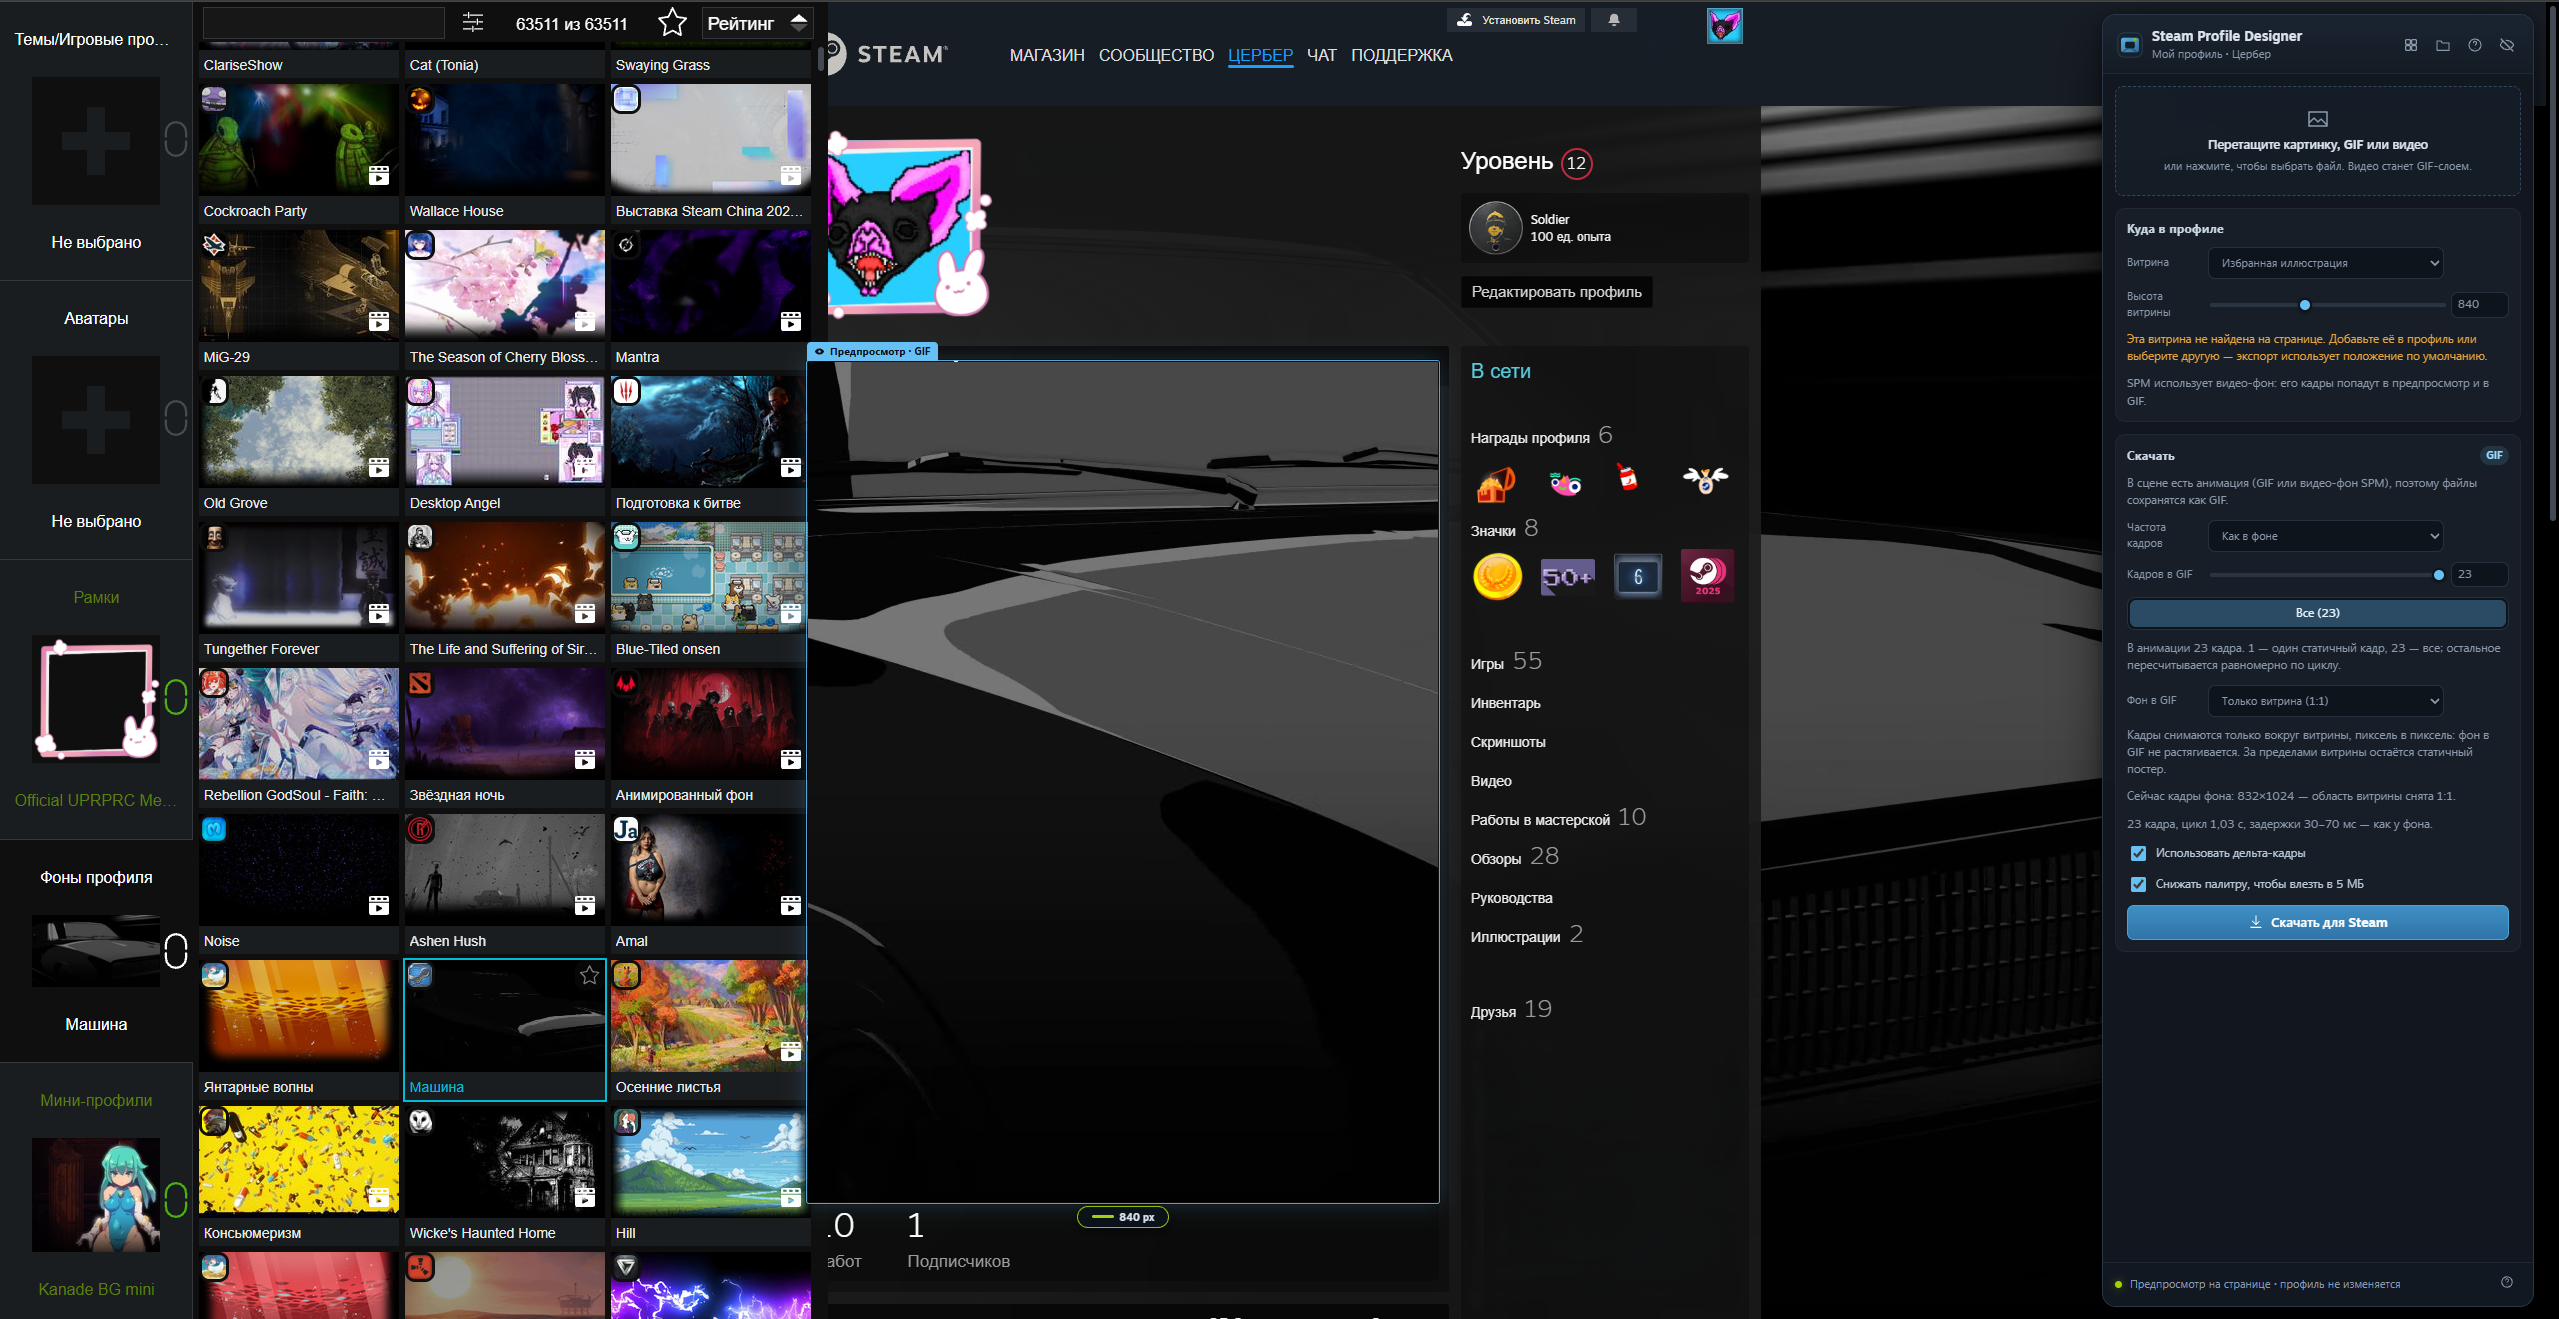 Темы/Игровые про...
Не выбрано
Аватары
Не выбрано
Рамки
Official UPRPRC Me...
Фоны профиля
Машина
Мини-профили
Kanade BG mini
63511 из 63511
Рейтинг
ClariseShow
Cat (Tonia)
Swaying Grass
Cockroach Party
Wallace House
Выставка Steam China 202...
MiG-29
The Season of Cherry Bloss...
Mantra
Old Grove
Desktop Angel
Подготовка к битве
Tungether Forever
The Life and Suffering of Sir...
Blue-Tiled onsen
Rebellion GodSoul - Faith: ...
Звёздная ночь
Анимированный фон
Noise
Ashen Hush
Ja
Amal
Янтарные волны
Машина
Осенние листья
Консьюмеризм
Wicke's Haunted Home
Hill
STEAM
МАГАЗИН СООБЩЕСТВО ЦЕРБЕР ЧАТ ПОДДЕРЖКА
Установить Steam
Уровень 12
Soldier
100 ед. опыта
Редактировать профиль
Предпросмотр • GIF
840 px
1
Подписчиков
В сети
Награды профиля 6
Значки 8
50+
6
2025
Игры 55
Инвентарь
Скриншоты
Видео
Работы в мастерской 10
Обзоры 28
Руководства
Иллюстрации 2
Друзья 19
Steam Profile Designer
Мой профиль • Цербер
Перетащите картинку, GIF или видео
или нажмите, чтобы выбрать файл. Видео станет GIF-слоем.
Куда в профиле
Витрина
Избранная иллюстрация
Высота
витрины
840
Эта витрина не найдена на странице. Добавьте её в профиль или
выберите другую — экспорт использует положение по умолчанию.
SPM использует видео-фон: его кадры попадут в предпросмотр и в
GIF.
Скачать
GIF
В сцене есть анимация (GIF или видео-фон SPM), поэтому файлы
сохранятся как GIF.
Частота
кадров
Как в фоне
Кадров в GIF
23
Все (23)
В анимации 23 кадра. 1 — один статичный кадр, 23 — все; остальное
пересчитывается равномерно по циклу.
Фон в GIF
Только витрина (1:1)
Кадры снимаются только вокруг витрины, пиксель в пиксель: фон в
GIF не растягивается. За пределами витрины остаётся статичный
постер.
Сейчас кадры фона: 832×1024 — область витрины снята 1:1.
23 кадра, цикл 1,03 с, задержки 30–70 мс — как у фона.
Использовать дельта-кадры
Снижать палитру, чтобы влезть в 5 МБ
Скачать для Steam
Предпросмотр на странице • профиль не изменяется